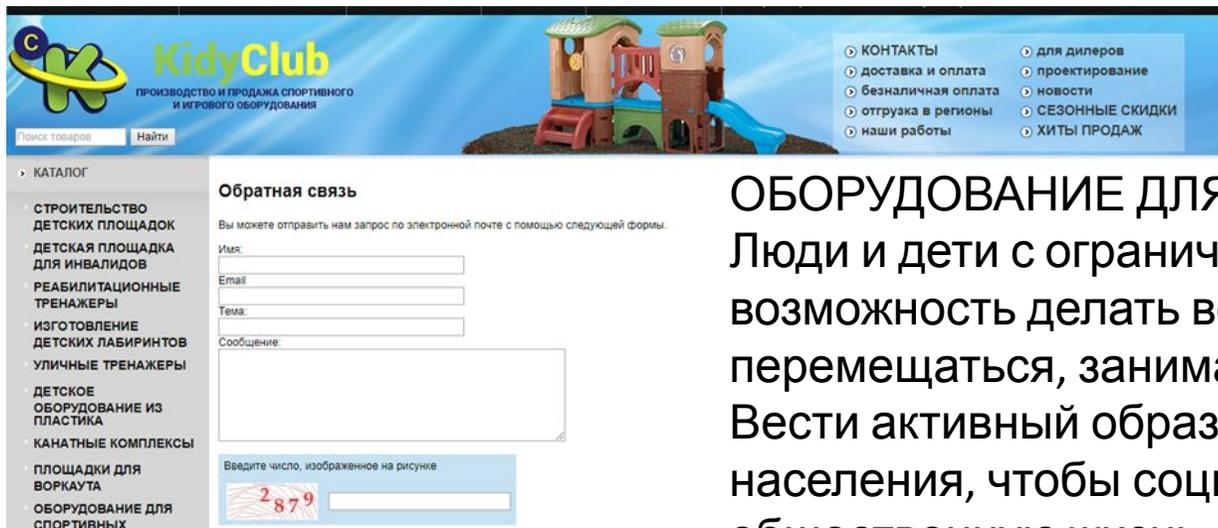 С
KidyClub
ПРОИЗВОДСТВО И ПРОДАЖА СПОРТИВНОГО
И ИГРОВОГО ОБОРУДОВАНИЯ
Поиск товаров Найти
КОНТАКТЫ
доставка и оплата
безналичная оплата
отгрузка в регионы
наши работы
для дилеров
проектирование
новости
СЕЗОННЫЕ СКИДКИ
ХИТЫ ПРОДАЖ
КАТАЛОГ
СТРОИТЕЛЬСТВО
ДЕТСКИХ ПЛОЩАДОК
ДЕТСКАЯ ПЛОЩАДКА
ДЛЯ ИНВАЛИДОВ
РЕАБИЛИТАЦИОННЫЕ
ТРЕНАЖЕРЫ
ИЗГОТОВЛЕНИЕ
ДЕТСКИХ ЛАБИРИНТОВ
УЛИЧНЫЕ ТРЕНАЖЕРЫ
ДЕТСКОЕ
ОБОРУДОВАНИЕ ИЗ
ПЛАСТИКА
КАНАТНЫЕ КОМПЛЕКСЫ
ПЛОЩАДКИ ДЛЯ
ВОРКАУТА
ОБОРУДОВАНИЕ ДЛЯ
СПОРТИВНЫХ
Обратная связь
Вы можете отправить нам запрос по электронной почте с помощью следующей формы.
Имя:
Email
Тема:
Сообщение:
Введите число, изображенное на рисунке
2879
ОБОРУДОВАНИЕ ДЛЯ
Люди и дети с огранич
возможность делать в
перемещаться, заним
Вести активный образ
населения, чтобы соц